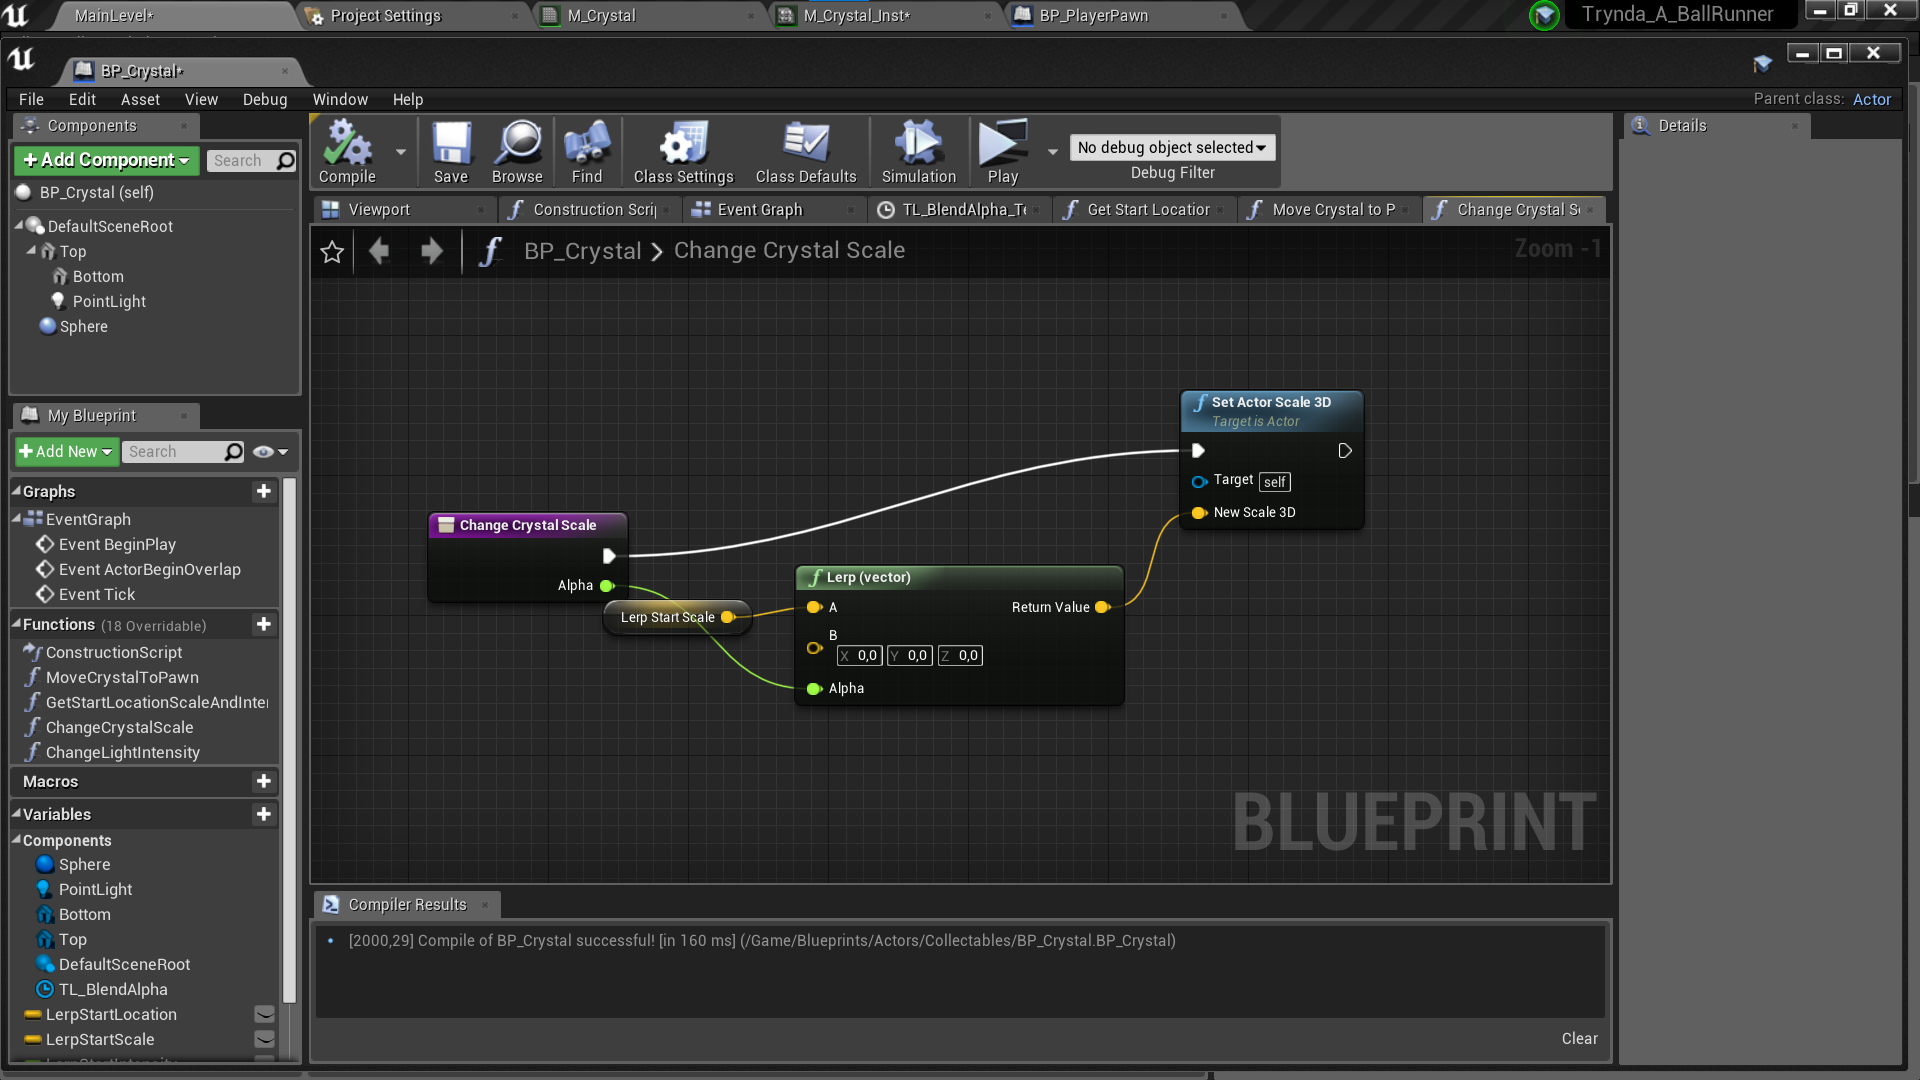 MainLevel*
Project Settings
M_Crystal
M_Crystal_Inst*
BP_PlayerPawn
Trynda_A_BallRunner
BP_Crystal*
File
Edit
Asset
View
Debug
Window
Help
Parent class: Actor
Components
+Add Component
Search
BP_Crystal (self)
DefaultSceneRoot
Top
Bottom
PointLight
Sphere
Compile
Save
Browse
Find
Class Settings
Class Defaults
Simulation
Play
No debug object selected
Debug Filter
Details
Viewport
Construction Scrip
Event Graph
TL_BlendAlpha_Te
Get Start Location
Move Crystal to P
Change Crystal S
BP_Crystal > Change Crystal Scale
Zoom -1
My Blueprint
+Add New
Search
Graphs
EventGraph
Event BeginPlay
Event ActorBeginOverlap
Event Tick
Functions (18 Overridable)
ConstructionScript
MoveCrystalToPawn
GetStartLocationScaleAndInte
ChangeCrystalScale
ChangeLightIntensity
Macros
Variables
Components
Sphere
PointLight
Bottom
Top
DefaultSceneRoot
TL_BlendAlpha
LerpStartLocation
LerpStartScale
LerpStartIntensity
Change Crystal Scale
Alpha
Lerp Start Scale
Lerp (vector)
A
Return Value
B
X 0,0 Y 0,0 Z 0,0
Alpha
Set Actor Scale 3D
Target is Actor
Target self
New Scale 3D
BLUEPRINT
Compiler Results
[2000,29] Compile of BP_Crystal successful! [in 160 ms] (/Game/Blueprints/Actors/Collectables/BP_Crystal.BP_Crystal)
Clear